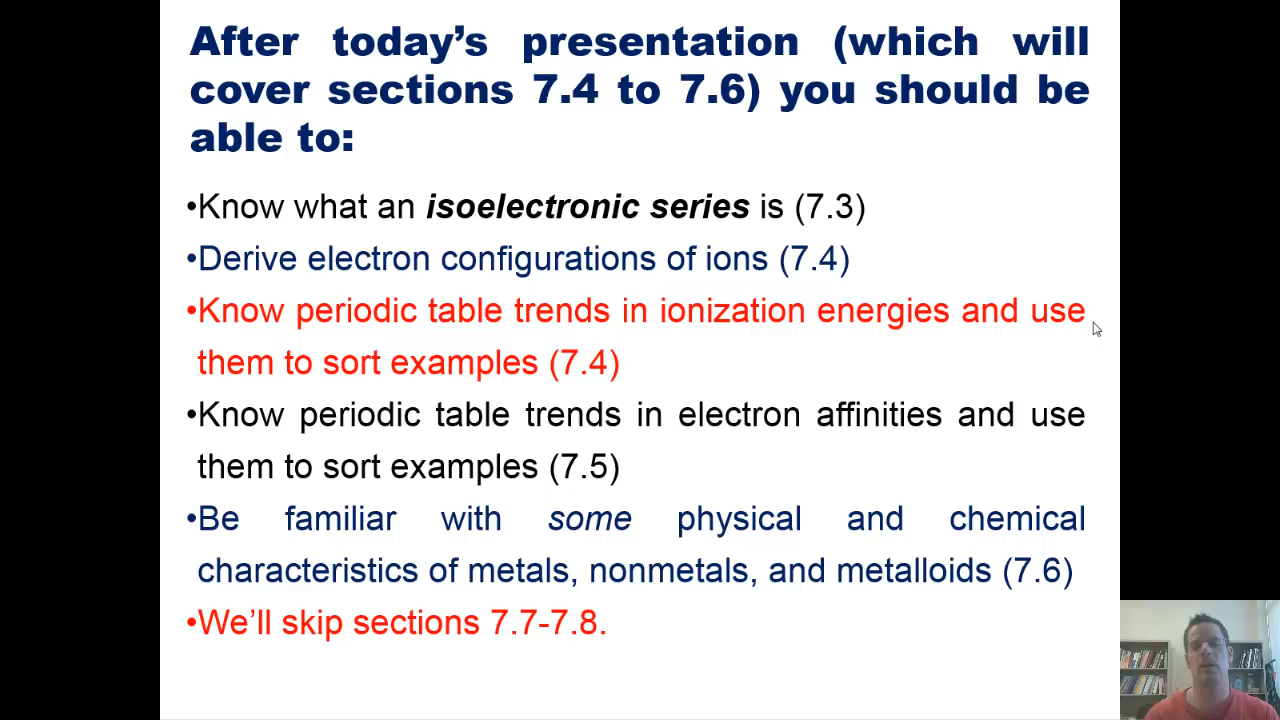 After today’s presentation (which will
cover sections 7.4 to 7.6) you should be
able to:
•Know what an isoelectronic series is (7.3)
•Derive electron configurations of ions (7.4)
•Know periodic table trends in ionization energies and use
them to sort examples (7.4)
•Know periodic table trends in electron affinities and use
them to sort examples (7.5)
•Be familiar with some physical and chemical
characteristics of metals, nonmetals, and metalloids (7.6)
•We’ll skip sections 7.7-7.8.